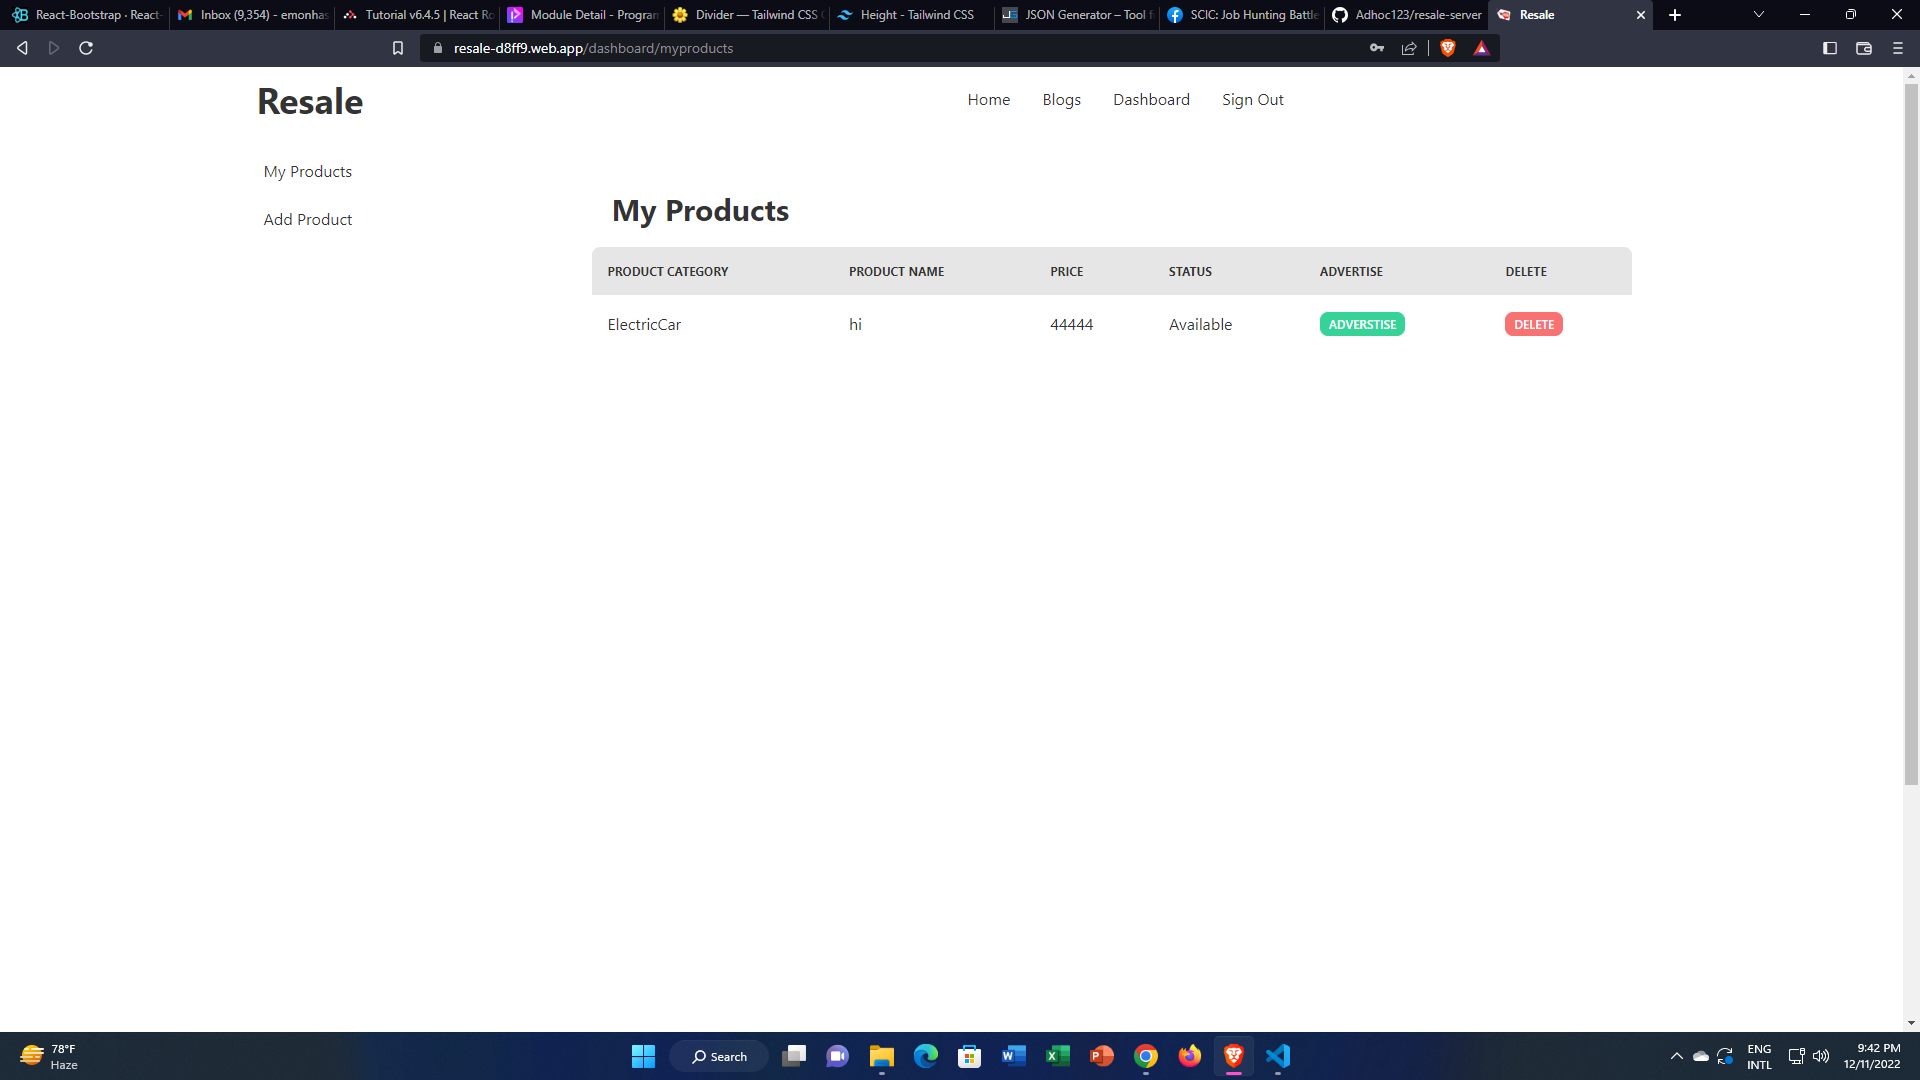 React-Bootstrap · React-
Inbox (9,354) - emonhas
Tutorial v6.4.5 | React Ro
Module Detail - Program
Divider — Tailwind CSS C
Height - Tailwind CSS
JSON Generator – Tool f
SCIC: Job Hunting Battle
Adhoc123/resale-server
Resale
resale-d8ff9.web.app/dashboard/myproducts
Resale
Home
Blogs
Dashboard
Sign Out
My Products
Add Product
My Products
PRODUCT CATEGORY
PRODUCT NAME
PRICE
STATUS
ADVERTISE
DELETE
ElectricCar
hi
44444
Available
ADVERSTISE
DELETE
78°F
Haze
Search
ENG
INTL
9:42 PM
12/11/2022